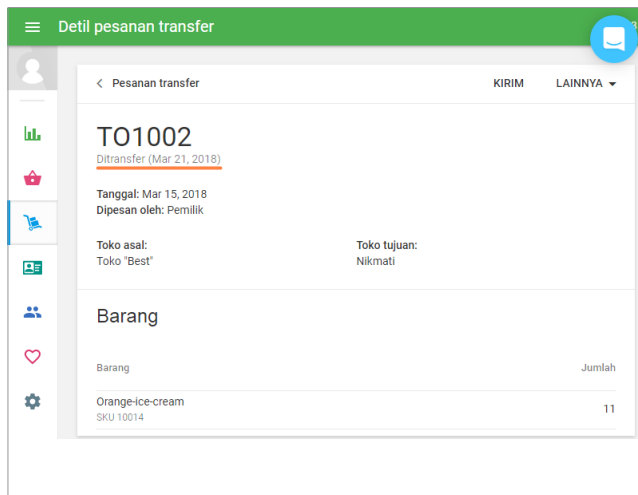 Detil pesanan transfer
Pesanan transfer
KIRIM
LAINNYA
TO1002
Ditransfer (Mar 21, 2018)
Tanggal: Mar 15, 2018
Dipesan oleh: Pemilik
Toko asal:
Toko tujuan:
Toko "Best"
Nikmati
Barang
Barang
Jumlah
Orange-ice-cream
11
SKU 10014